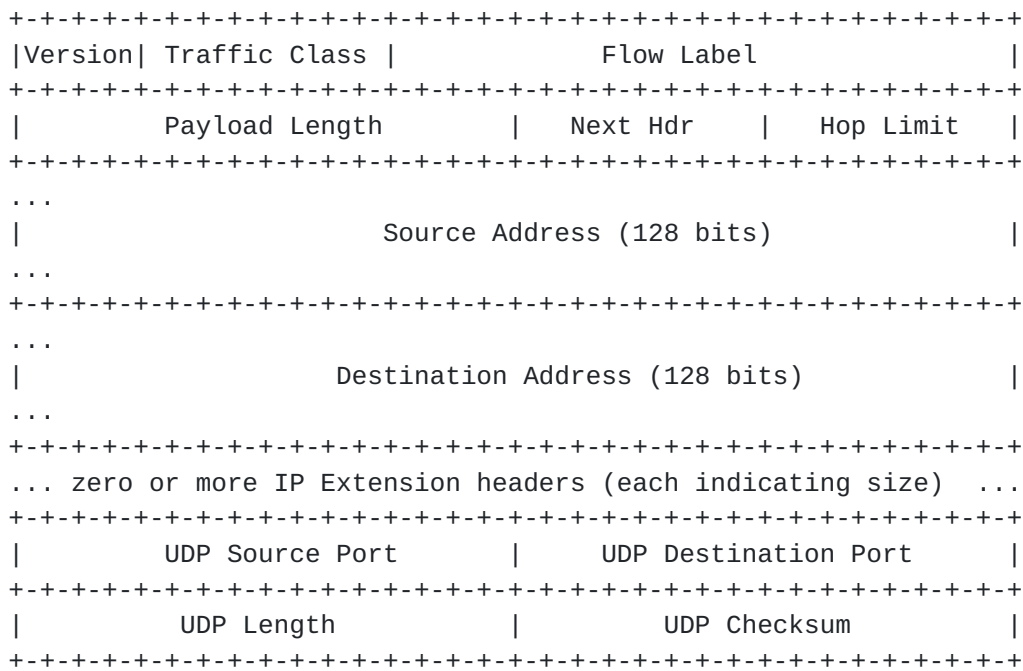 +-+-+-+-+-+-+-+-+-+-+-+-+-+-+-+-+-+-+-+-+-+-+-+-+-+-+-+-+-+-+-+-+
|Version| Traffic Class |             Flow Label                |
+-+-+-+-+-+-+-+-+-+-+-+-+-+-+-+-+-+-+-+-+-+-+-+-+-+-+-+-+-+-+-+-+
|         Payload Length        |   Next Hdr    |   Hop Limit   |
+-+-+-+-+-+-+-+-+-+-+-+-+-+-+-+-+-+-+-+-+-+-+-+-+-+-+-+-+-+-+-+-+
...
|                       Source Address (128 bits)               |
...
+-+-+-+-+-+-+-+-+-+-+-+-+-+-+-+-+-+-+-+-+-+-+-+-+-+-+-+-+-+-+-+-+
...
|                    Destination Address (128 bits)             |
...
+-+-+-+-+-+-+-+-+-+-+-+-+-+-+-+-+-+-+-+-+-+-+-+-+-+-+-+-+-+-+-+-+
... zero or more IP Extension headers (each indicating size)  ...
+-+-+-+-+-+-+-+-+-+-+-+-+-+-+-+-+-+-+-+-+-+-+-+-+-+-+-+-+-+-+-+-+
|         UDP Source Port       |     UDP Destination Port      |
+-+-+-+-+-+-+-+-+-+-+-+-+-+-+-+-+-+-+-+-+-+-+-+-+-+-+-+-+-+-+-+-+
|          UDP Length           |         UDP Checksum          |
+-+-+-+-+-+-+-+-+-+-+-+-+-+-+-+-+-+-+-+-+-+-+-+-+-+-+-+-+-+-+-+-+